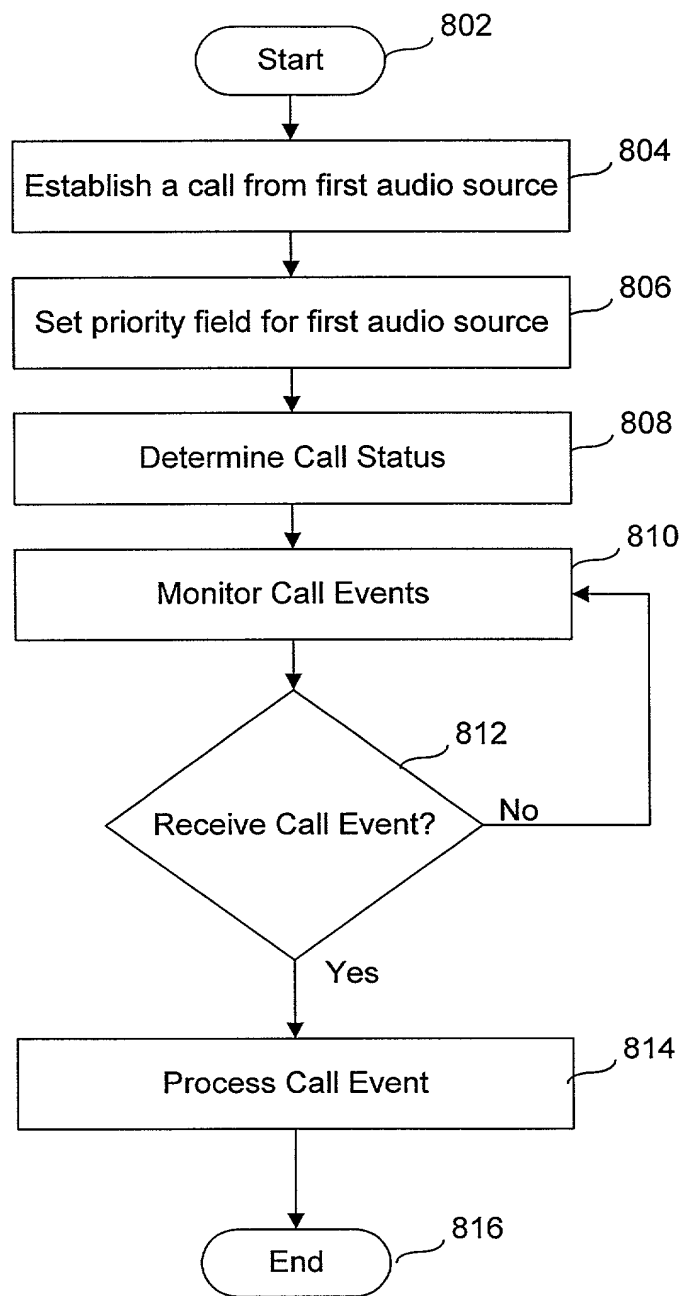 802
Start
804
Establish a call from first audio source
806
Set priority field for first audio source
808
Determine Call Status
810
Monitor Call Events
812
Receive Call Event?
No
Yes
814
Process Call Event
816
End